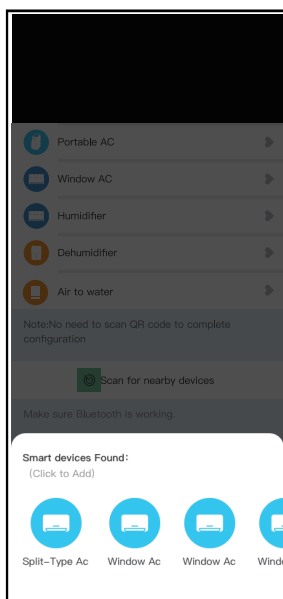 Portable AC
Window AC
Humidifier
Dehumidifier
Air to water
Note:No need to scan QR code to complete
configuration
Scan for nearby devices
Make sure Bluetooth is working.
Smart devices Found:
(Click to Add)
Split-Type Ac Window Ac Window Ac Windo